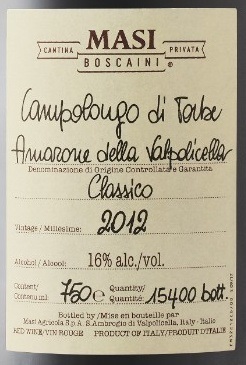 MASI
CANTINA PRIVATA
BOSCAINI ®
Campolongo di Torbe
Amarone della Valpolicella
Denominazione di Origine Controllata e Garantita
Classico
Vintage / Millesime: 2012
Alcohol / Alcool: 16% alc./vol.
Content/ Quantity/
Contenu ml: 750 e Quantité: 15400 bott.
Bottled by / Mise en bouteille par
Masi Agricola S.p.A. S.Ambrogio di Valpolicella, Italy - Italie
RED WINE / VIN ROUGE PRODUCT OF ITALY / PRODUIT D'ITALIE